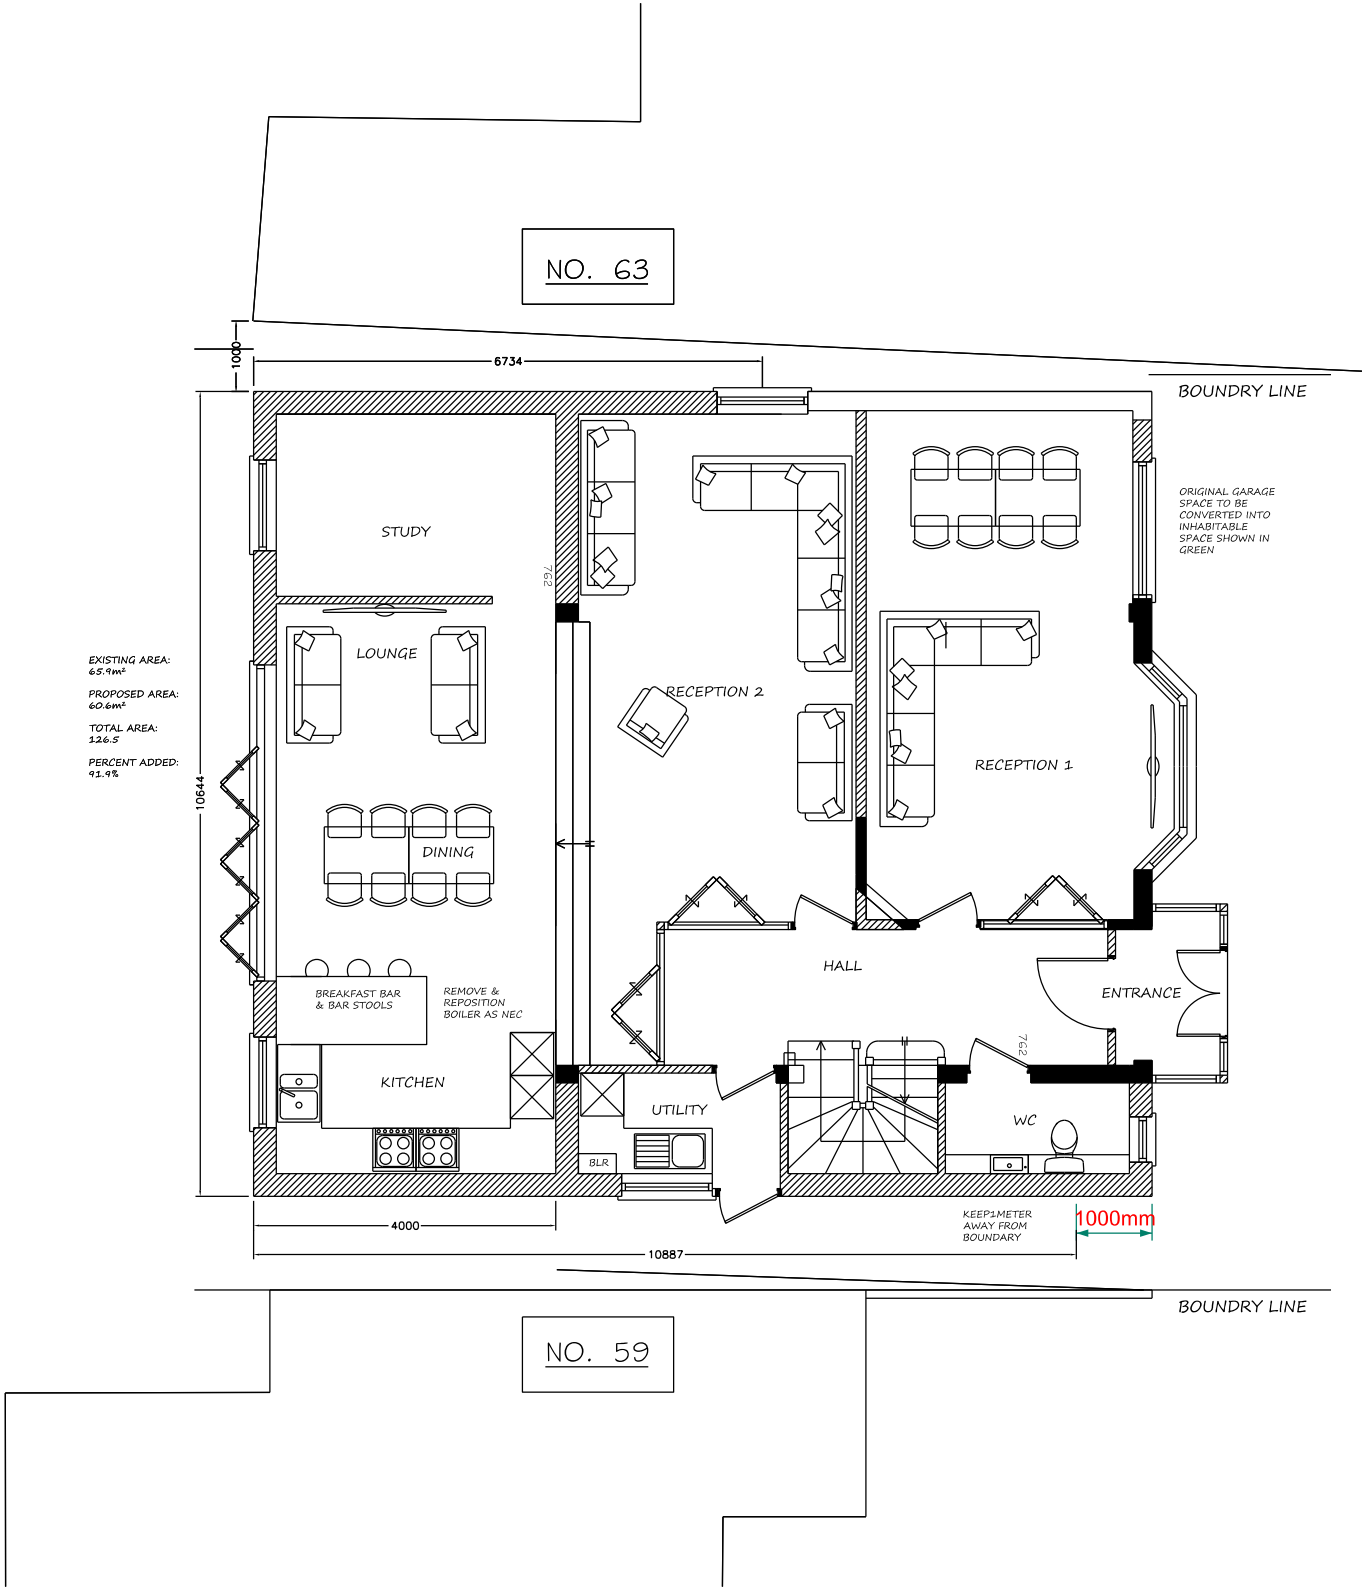 NO. 63
1000
6734
BOUNDRY LINE
ORIGINAL GARAGE
SPACE TO BE
CONVERTED INTO
INHABITABLE
SPACE SHOWN IN
GREEN
STUDY
762
LOUNGE
EXISTING AREA:
65.9m²
PROPOSED AREA:
60.6m²
TOTAL AREA:
126.5
PERCENT ADDED:
91.9%
RECEPTION 2
RECEPTION 1
10644
DINING
HALL
ENTRANCE
BREAKFAST BAR
& BAR STOOLS
REMOVE &
REPOSITION
BOILER AS NEC
762
KITCHEN
UTILITY
WC
BLR
KEEP1METER
AWAY FROM
BOUNDARY
1000mm
4000
10887
BOUNDRY LINE
NO. 59